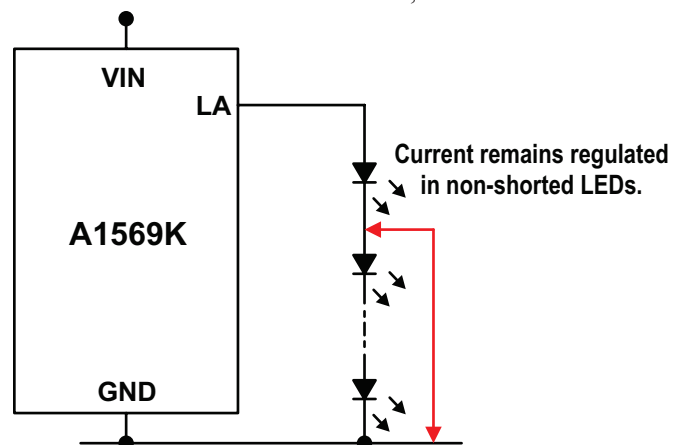 VIN
LA
Current remains regulated
in non-shorted LEDs.
A1569K
GND